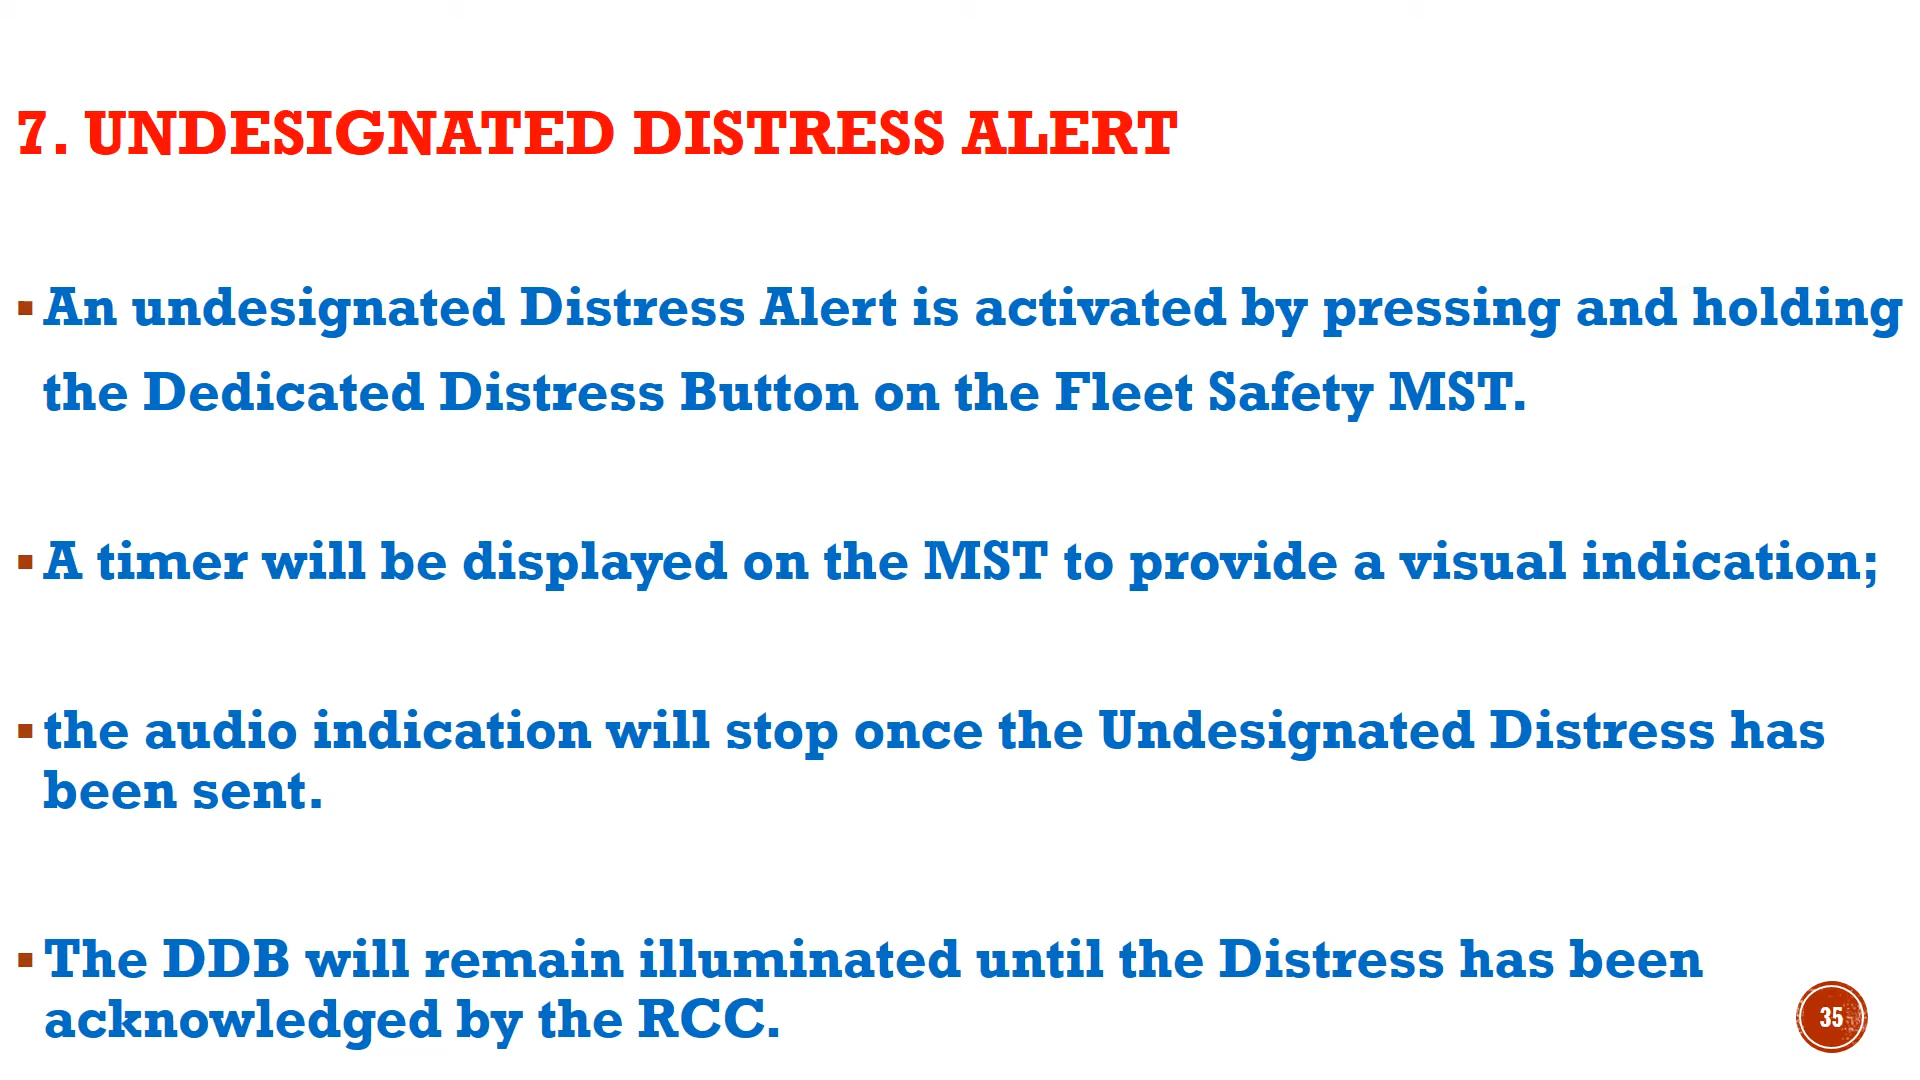 7. UNDESIGNATED DISTRESS ALERT
▪ An undesignated Distress Alert is activated by pressing and holding
the Dedicated Distress Button on the Fleet Safety MST.
▪ A timer will be displayed on the MST to provide a visual indication;
▪ the audio indication will stop once the Undesignated Distress has
been sent.
▪ The DDB will remain illuminated until the Distress has been
acknowledged by the RCC.
35